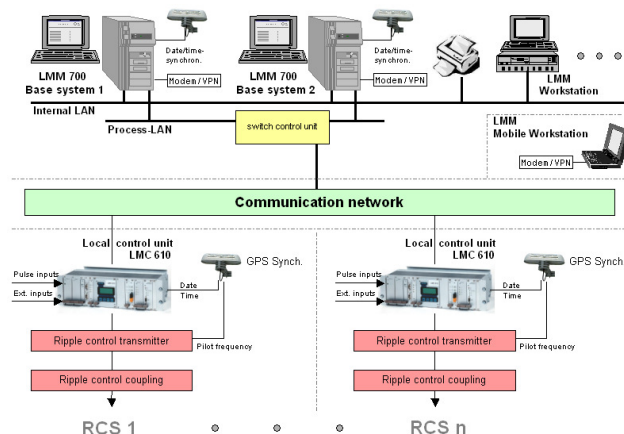 Date/time-
synchron.
LMM 700
Base system 1
Modem/VPN
Date/time-
synchron.
LMM 700
Base system 2
Modem/VPN
LMM
Workstation
Internal LAN
Process-LAN
switch control unit
LMM
Mobile Workstation
Modem/VPN
Communication network
Local control unit
LMC 610
GPS Synch.
Pulse inputs
Ext. inputs
Date
Time
Ripple control transmitter
Pilot frequency
Ripple control coupling
RCS 1
Local control unit
LMC 610
GPS Synch.
Pulse inputs
Ext. inputs
Date
Time
Ripple control transmitter
Pilot frequency
Ripple control coupling
RCS n